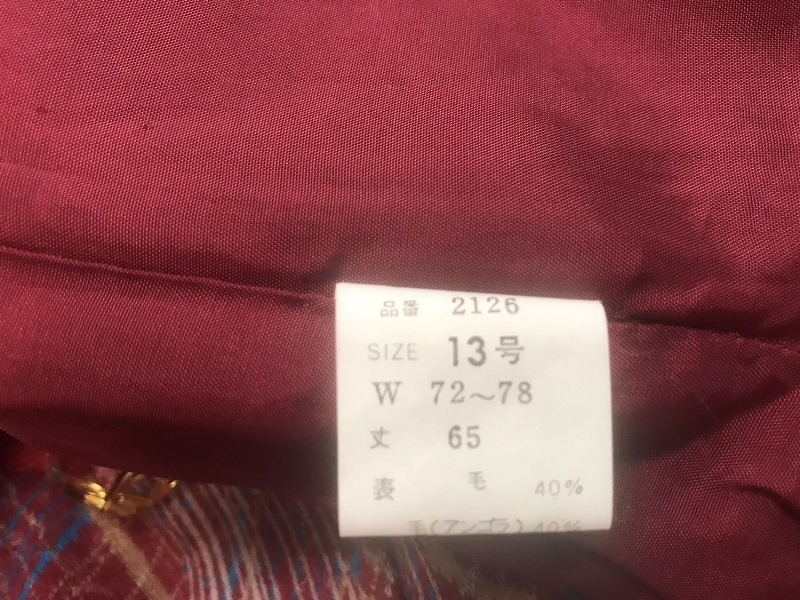 品番 2126
SIZE 13号
W 72〜78
丈 65
表 毛 40%
毛(アンゴラ) 40%